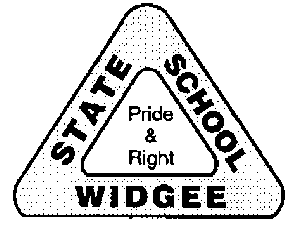 STATE
SCHOOL
Pride
&
Right
WIDGEE